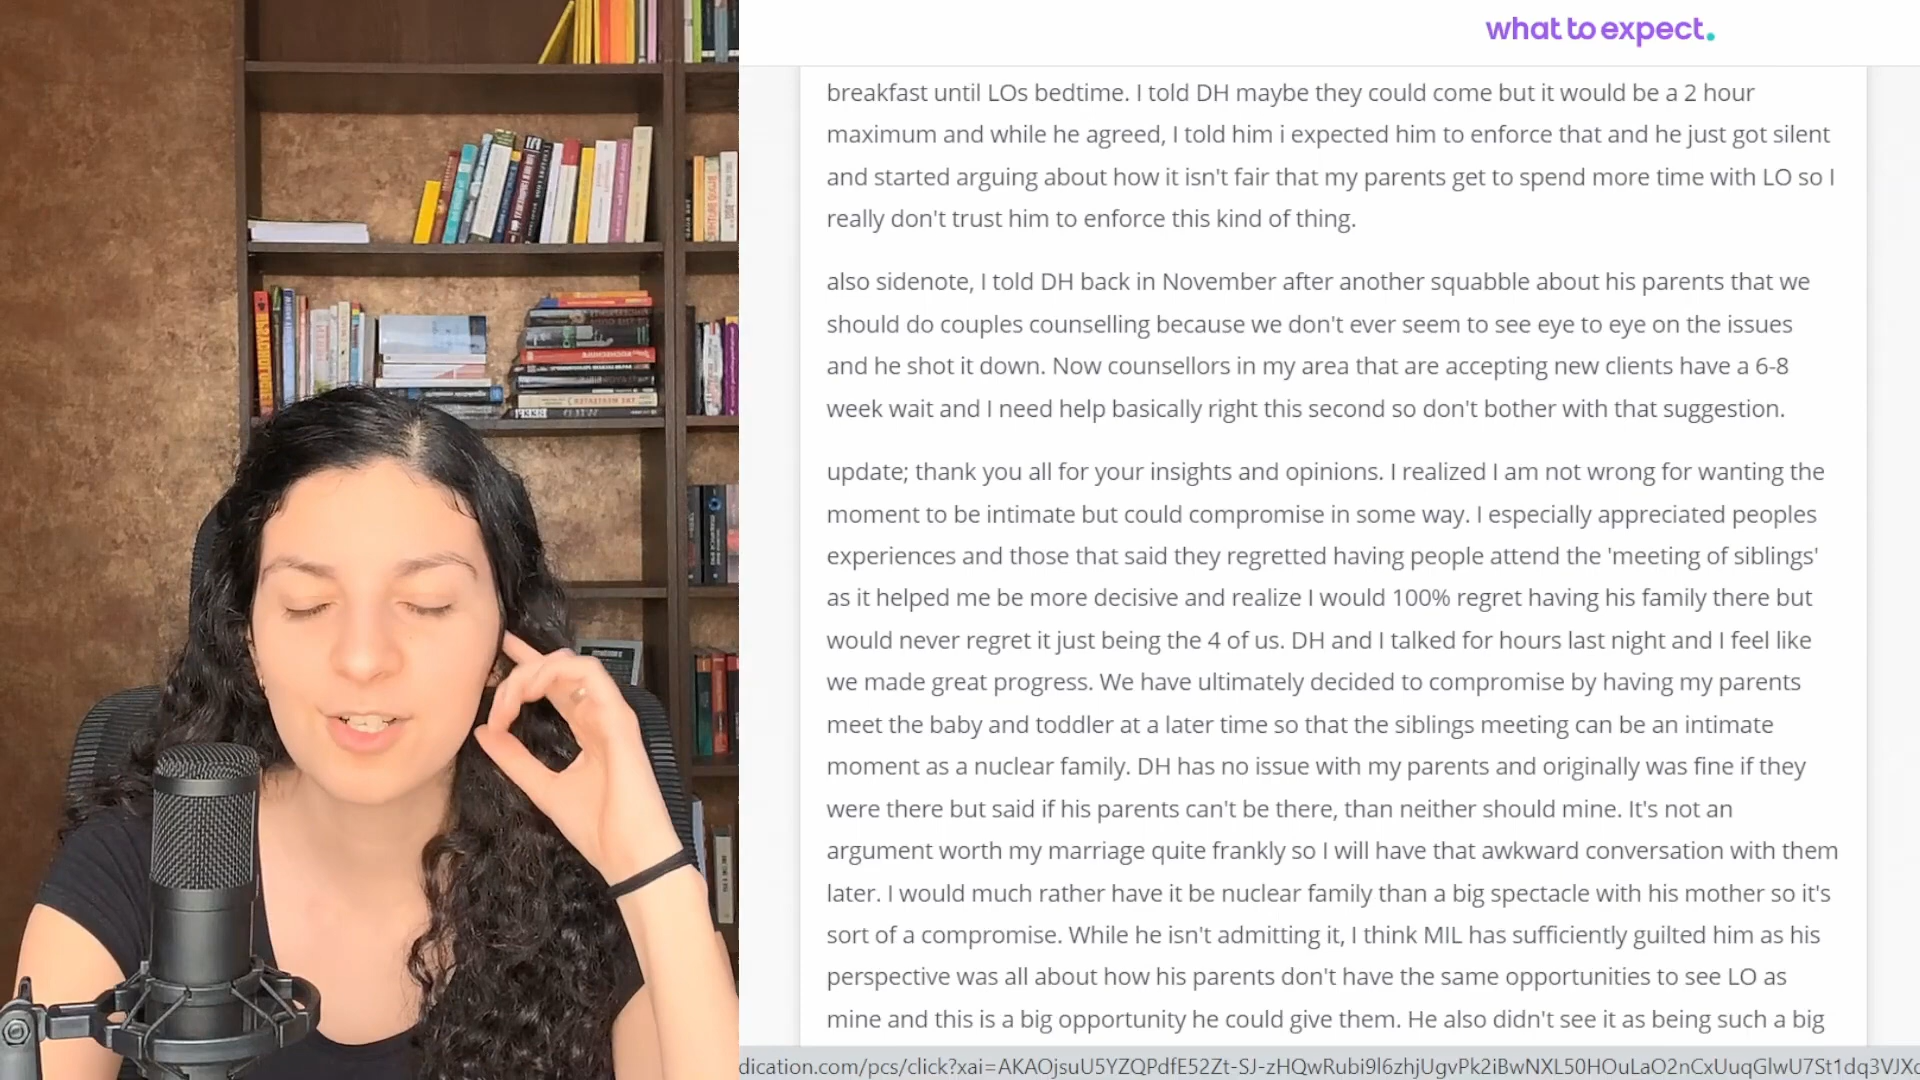 what to expect.
breakfast until LOs bedtime. I told DH maybe they could come but it would be a 2 hour
maximum and while he agreed, I told him i expected him to enforce that and he just got silent
and started arguing about how it isn't fair that my parents get to spend more time with LO so I
really don't trust him to enforce this kind of thing.
also sidenote, I told DH back in November after another squabble about his parents that we
should do couples counselling because we don't ever seem to see eye to eye on the issues
and he shot it down. Now counsellors in my area that are accepting new clients have a 6-8
week wait and I need help basically right this second so don't bother with that suggestion.
update; thank you all for your insights and opinions. I realized I am not wrong for wanting the
moment to be intimate but could compromise in some way. I especially appreciated peoples
experiences and those that said they regretted having people attend the 'meeting of siblings'
as it helped me be more decisive and realize I would 100% regret having his family there but
would never regret it just being the 4 of us. DH and I talked for hours last night and I feel like
we made great progress. We have ultimately decided to compromise by having my parents
meet the baby and toddler at a later time so that the siblings meeting can be an intimate
moment as a nuclear family. DH has no issue with my parents and originally was fine if they
were there but said if his parents can't be there, than neither should mine. It's not an
argument worth my marriage quite frankly so I will have that awkward conversation with them
later. I would much rather have it be nuclear family than a big spectacle with his mother so it's
sort of a compromise. While he isn't admitting it, I think MIL has sufficiently guilted him as his
perspective was all about how his parents don't have the same opportunities to see LO as
mine and this is a big opportunity he could give them. He also didn't see it as being such a big